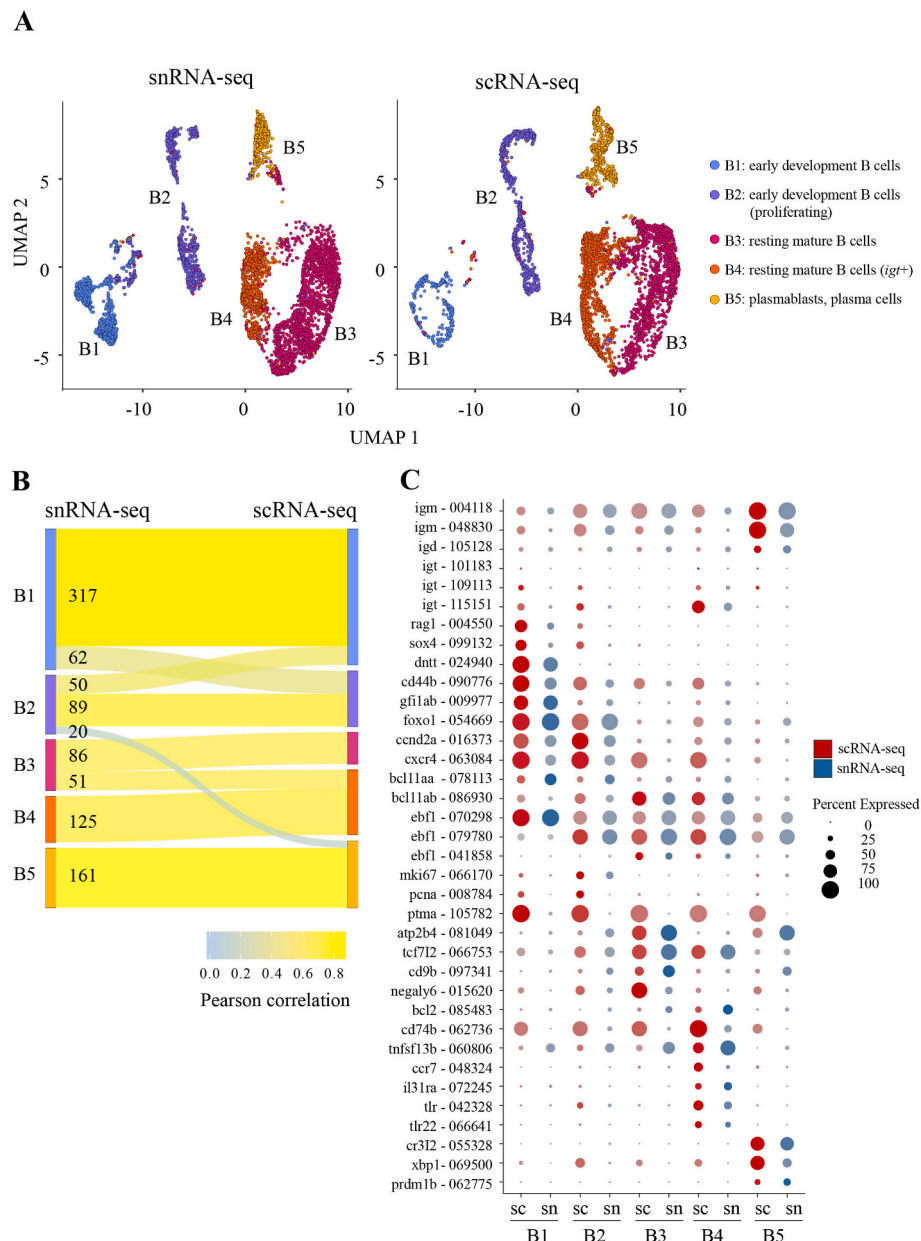 A
snRNA-seq
scRNA-seq
UMAP 2
5
0
-5
5
0
-5
B1
B2
B3
B4
B5
B1
B2
B3
B4
B5
-10
0
10
-10
0
10
UMAP 1
B1: early development B cells
B2: early development B cells
(proliferating)
B3: resting mature B cells
B4: resting mature B cells (igt+)
B5: plasmablasts, plasma cells
B
snRNA-seq
scRNA-seq
B1
B2
B3
B4
B5
317
62
50
89
20
86
51
125
161
0.0 0.2 0.4 0.6 0.8
Pearson correlation
C
igm - 004118
igm - 048830
igd - 105128
igt - 101183
igt - 109113
igt - 115151
rag1 - 004550
sox4 - 099132
dntt - 024940
cd44b - 090776
gfi1ab - 009977
foxo1 - 054669
ccnd2a - 016373
cxcr4 - 063084
bcl11aa - 078113
bcl11ab - 086930
ebf1 - 070298
ebf1 - 079780
ebf1 - 041858
mki67 - 066170
pcna - 008784
ptma - 105782
atp2b4 - 081049
tcf7l2 - 066753
cd9b - 097341
negaly6 - 015620
bcl2 - 085483
cd74b - 062736
tnfsf13b - 060806
ccr7 - 048324
il31ra - 072245
tlr - 042328
tlr22 - 066641
cr3l2 - 055328
xbp1 - 069500
prdm1b - 062775
sc sn sc sn sc sn sc sn sc sn
B1 B2 B3 B4 B5
scRNA-seq
snRNA-seq
Percent Expressed
0
25
50
75
100